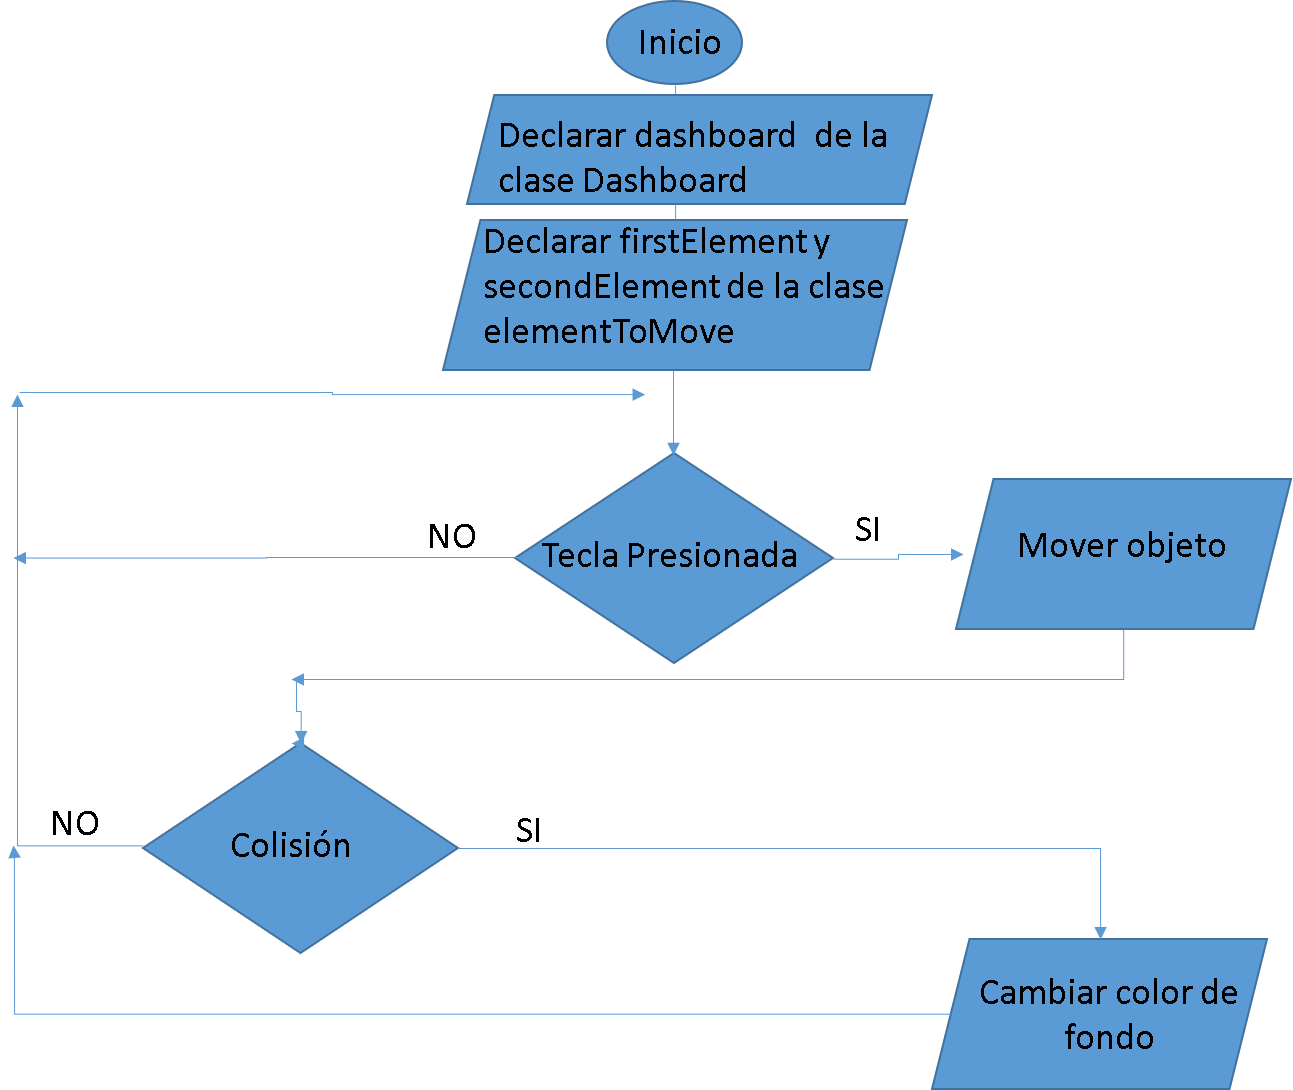 Inicio
Declarar dashboard  de la
clase Dashboard
Declarar firstElement y
secondElement de la clase
elementToMove
NO
Tecla Presionada
SI
Mover objeto
NO
Colisión
SI
Cambiar color de
fondo